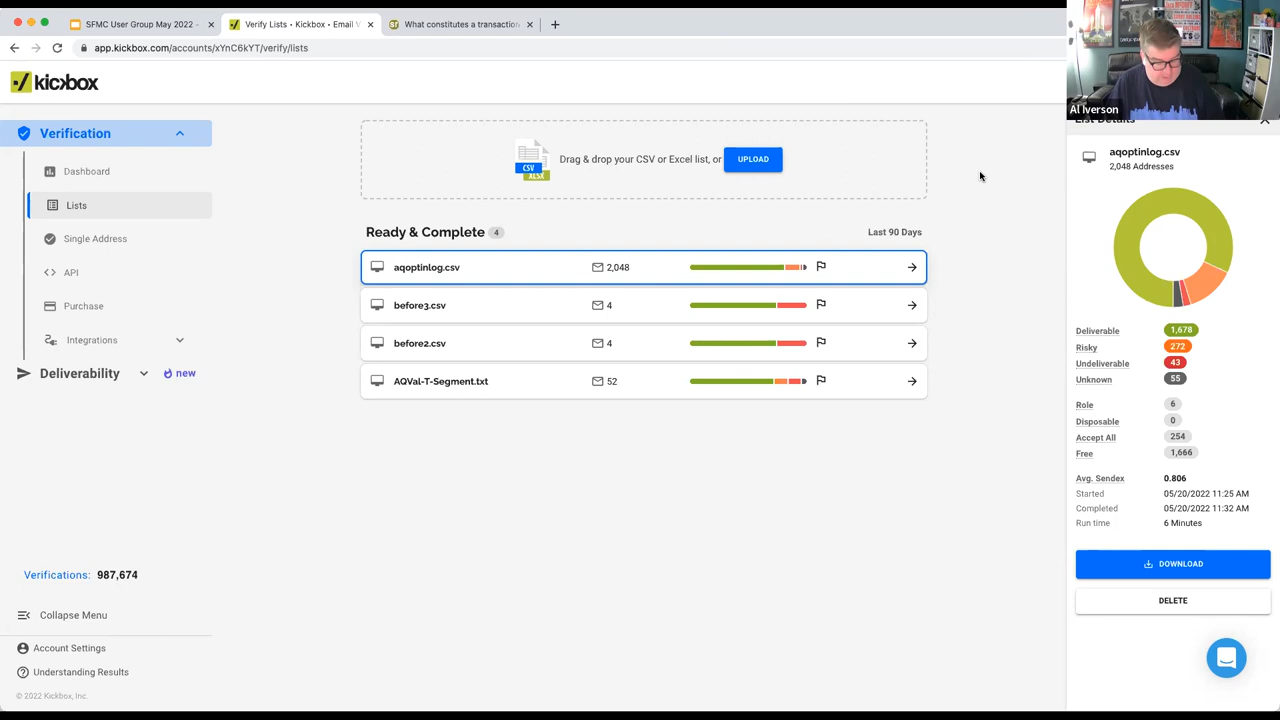 SFMC User Group May 2022 -
Verify Lists • Kickbox • Email V
What constitutes a transaction
app.kickbox.com/accounts/xYnC6kYT/verify/lists
kickbox
Verification
Dashboard
Lists
Single Address
API
Purchase
Integrations
Deliverability
new
Verifications: 987,674
Collapse Menu
Account Settings
Understanding Results
© 2022 Kickbox, Inc.
CSV
XLSX
Drag & drop your CSV or Excel list, or UPLOAD
Ready & Complete 4
Last 90 Days
aqoptinlog.csv 2,048
before3.csv 4
before2.csv 4
AQVal-T-Segment.txt 52
Al Iverson
List Details
aqoptinlog.csv
2,048 Addresses
Deliverable 1,678
Risky 272
Undeliverable 43
Unknown 55
Role 6
Disposable 0
Accept All 254
Free 1,666
Avg. Sendex 0.806
Started 05/20/2022 11:25 AM
Completed 05/20/2022 11:32 AM
Run time 6 Minutes
DOWNLOAD
DELETE